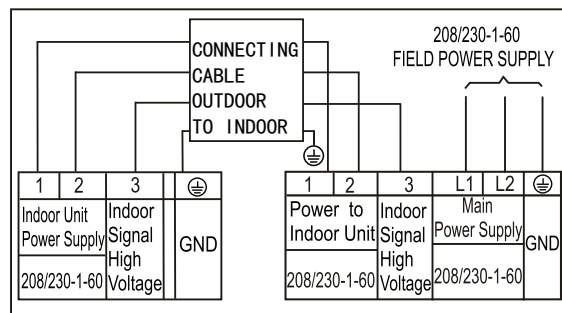 CONNECTING
CABLE
OUTDOOR
TO INDOOR
208/230-1-60
FIELD POWER SUPPLY
1 2 3
Indoor Unit
Power Supply
208/230-1-60
Indoor
Signal
High
Voltage
GND
1 2 3 L1 L2
Power to
Indoor Unit
208/230-1-60
Indoor
Signal
High
Voltage
Main
Power Supply
208/230-1-60
GND